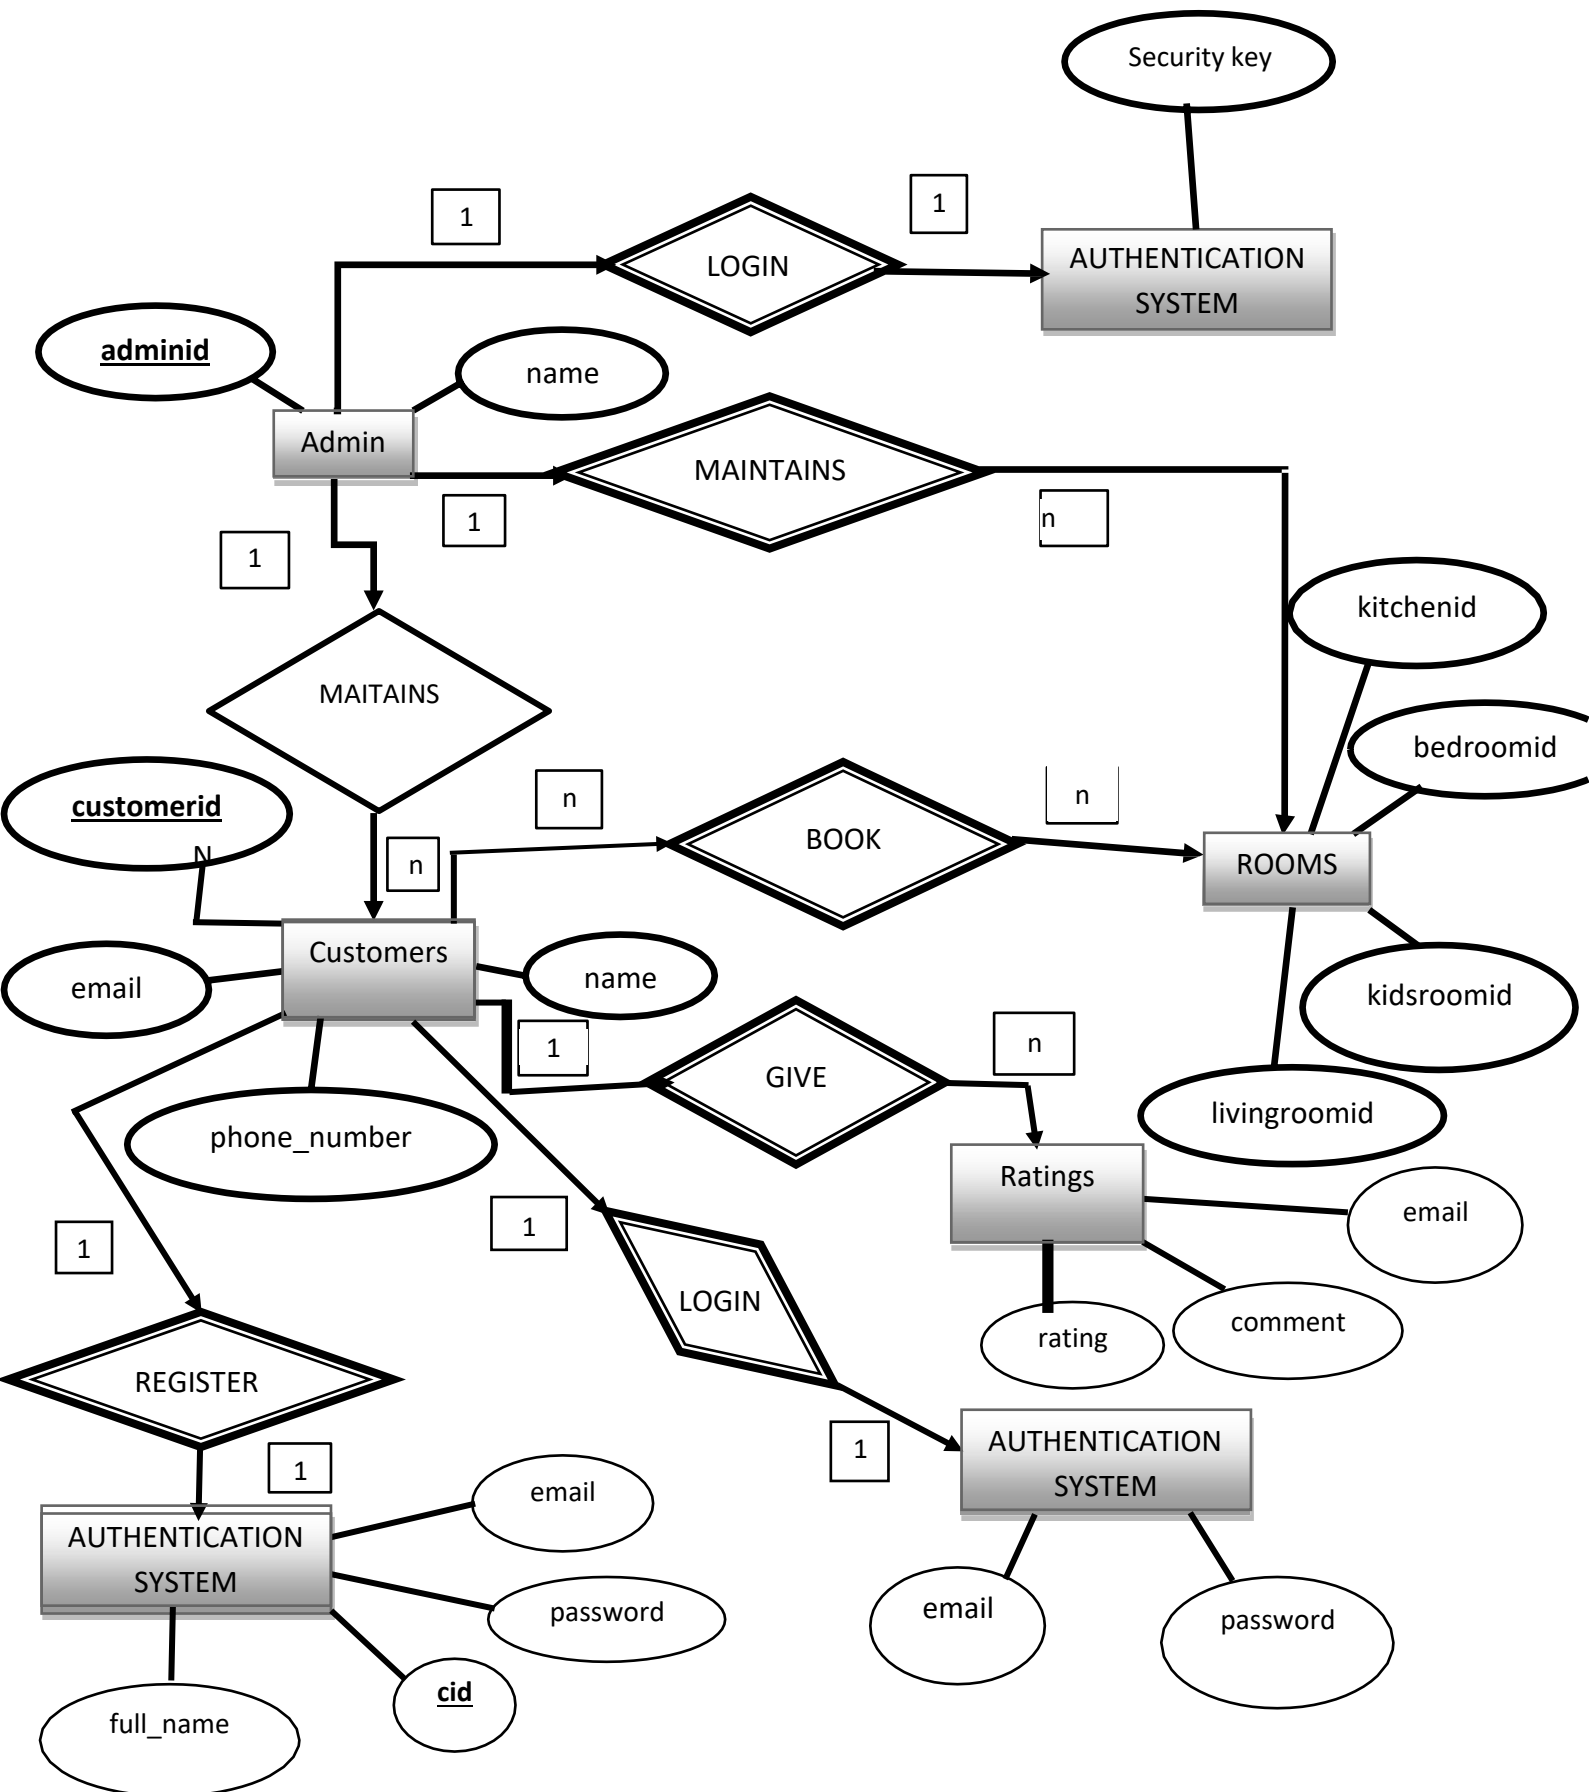 Security key
1
1
LOGIN
AUTHENTICATION
SYSTEM
adminid
name
Admin
MAINTAINS
1
n
1
kitchenid
MAITAINS
bedroomid
customerid
N
n
n
n
BOOK
ROOMS
Customers
email
name
kidsroomid
1
n
GIVE
livingroomid
phone_number
Ratings
email
1
1
LOGIN
comment
rating
REGISTER
1
1
AUTHENTICATION
SYSTEM
email
AUTHENTICATION
SYSTEM
password
email
password
cid
full_name